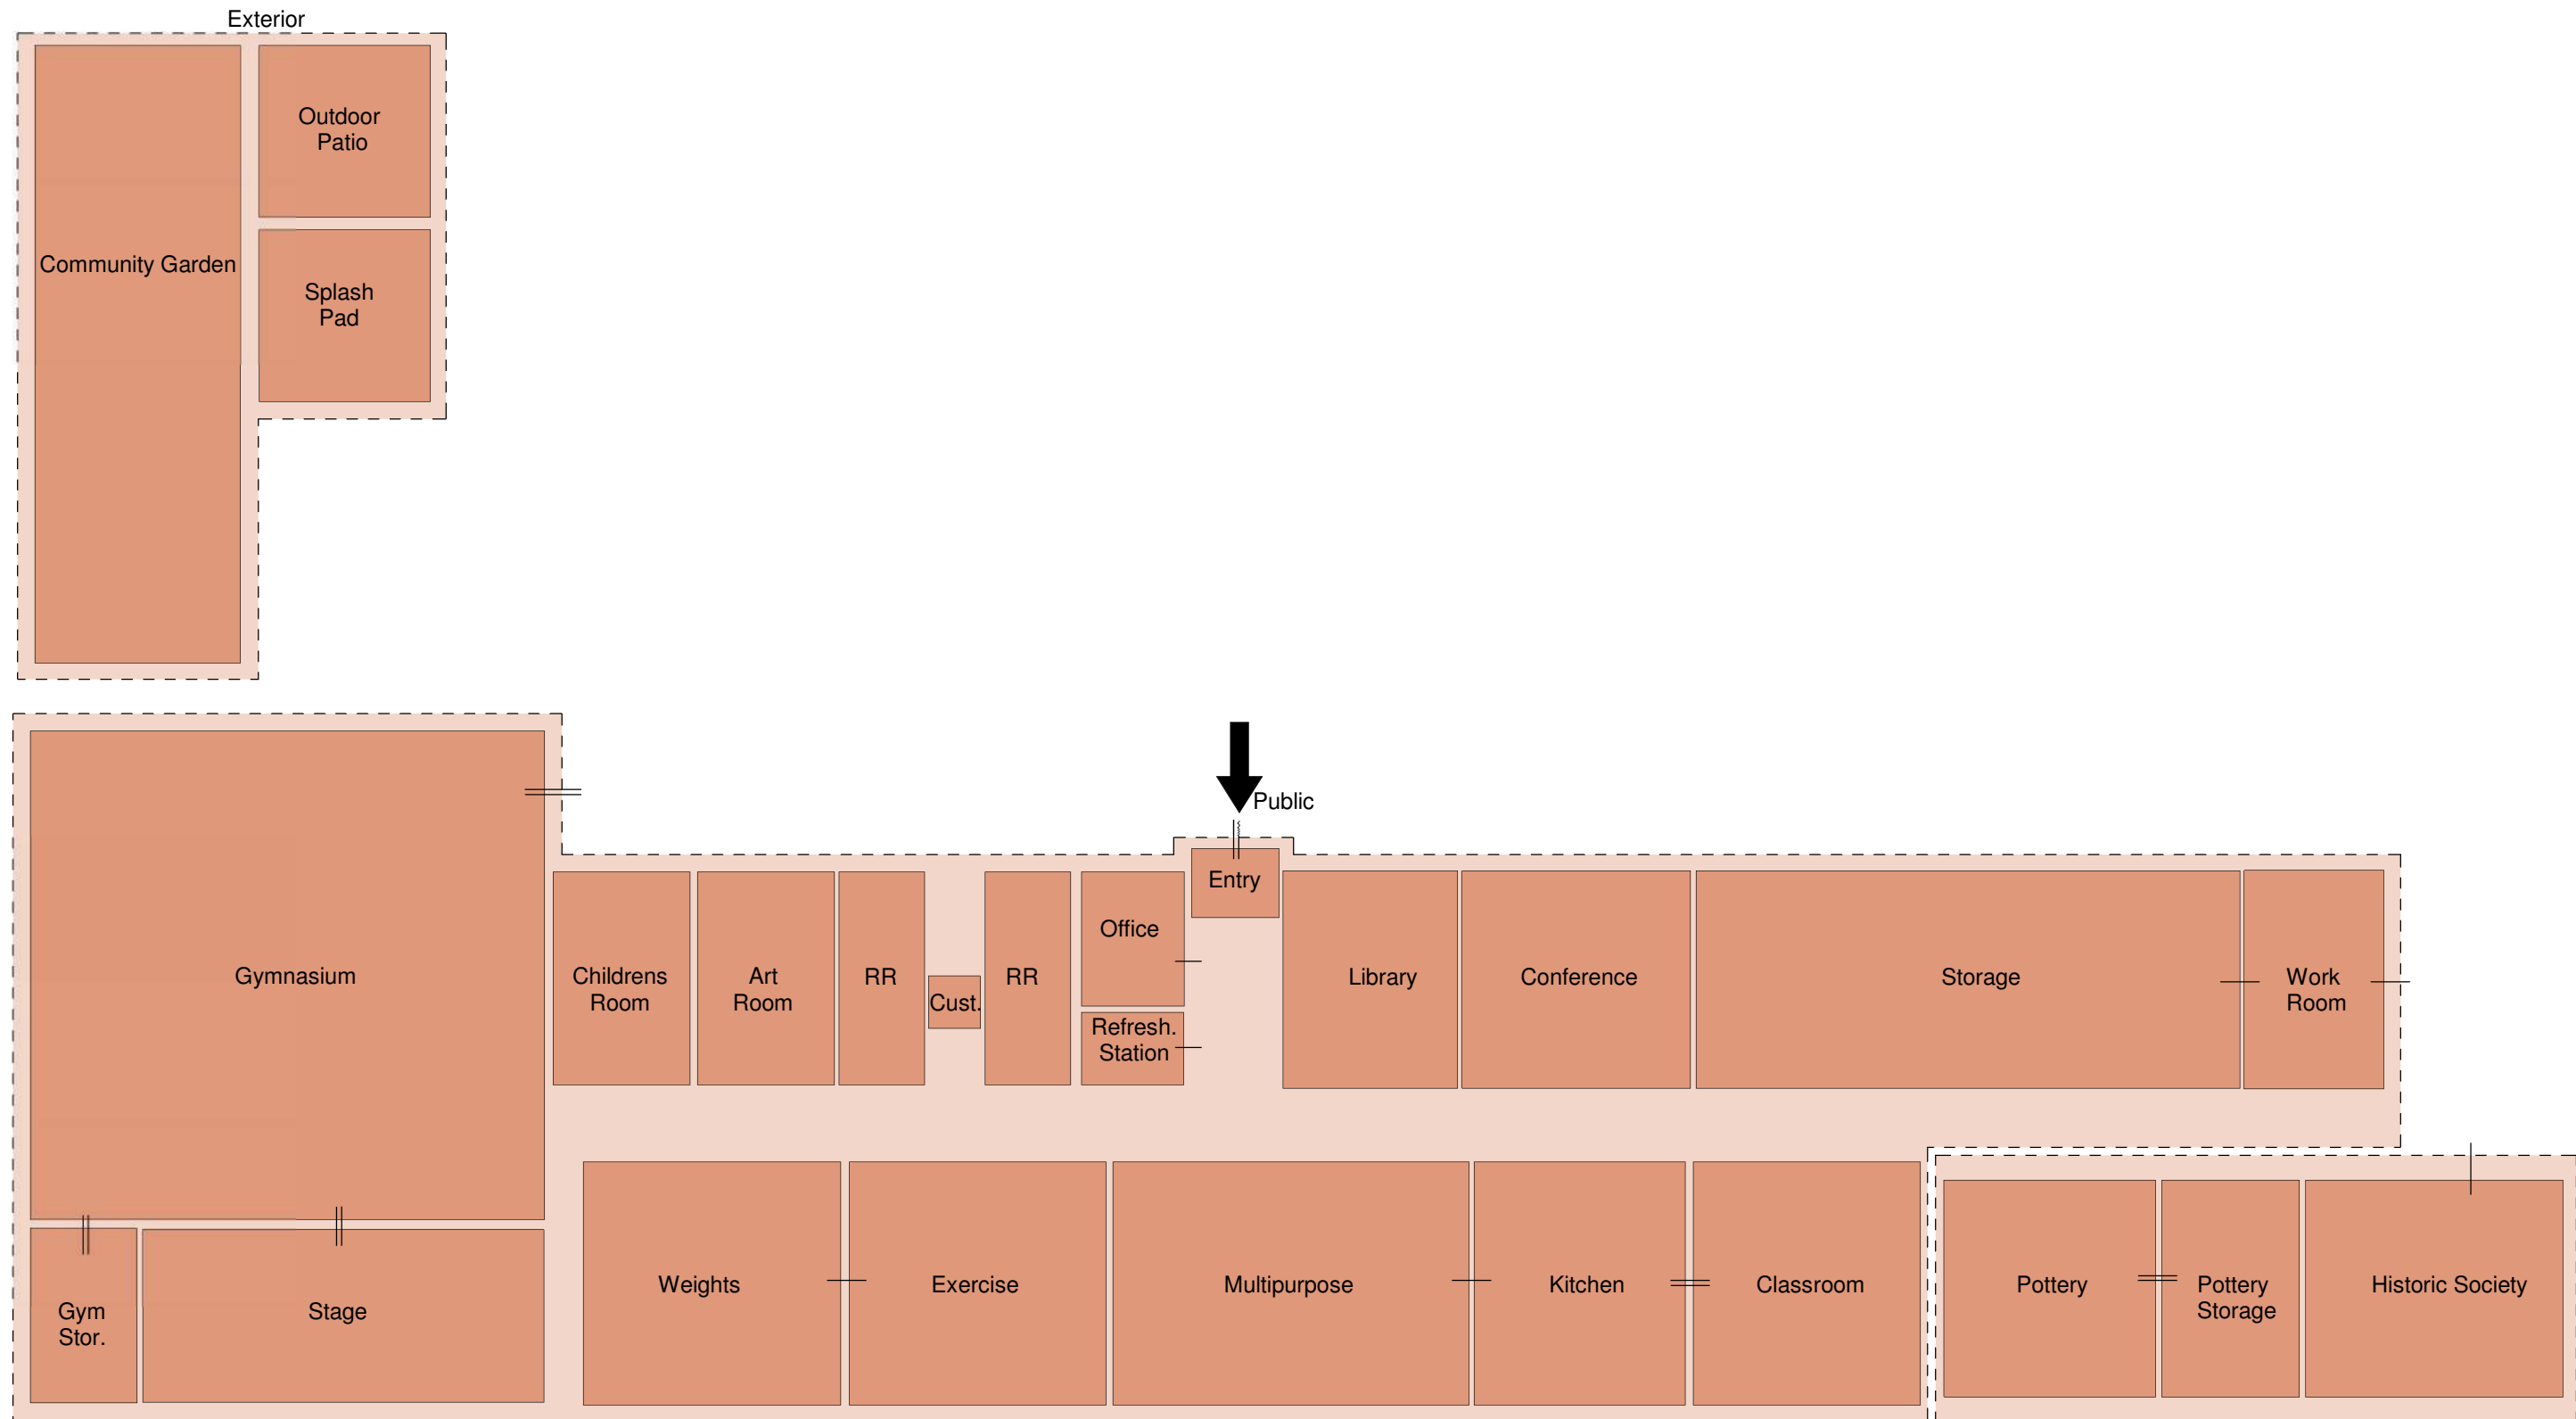 Exterior
Outdoor
Patio
Community Garden
Splash
Pad
Public
Entry
Office
Gymnasium
Childrens
Room
Art
Room
RR
Cust.
RR
Refresh.
Station
Library
Conference
Storage
Work
Room
Gym
Stor.
Stage
Weights
Exercise
Multipurpose
Kitchen
Classroom
Pottery
Pottery
Storage
Historic Society